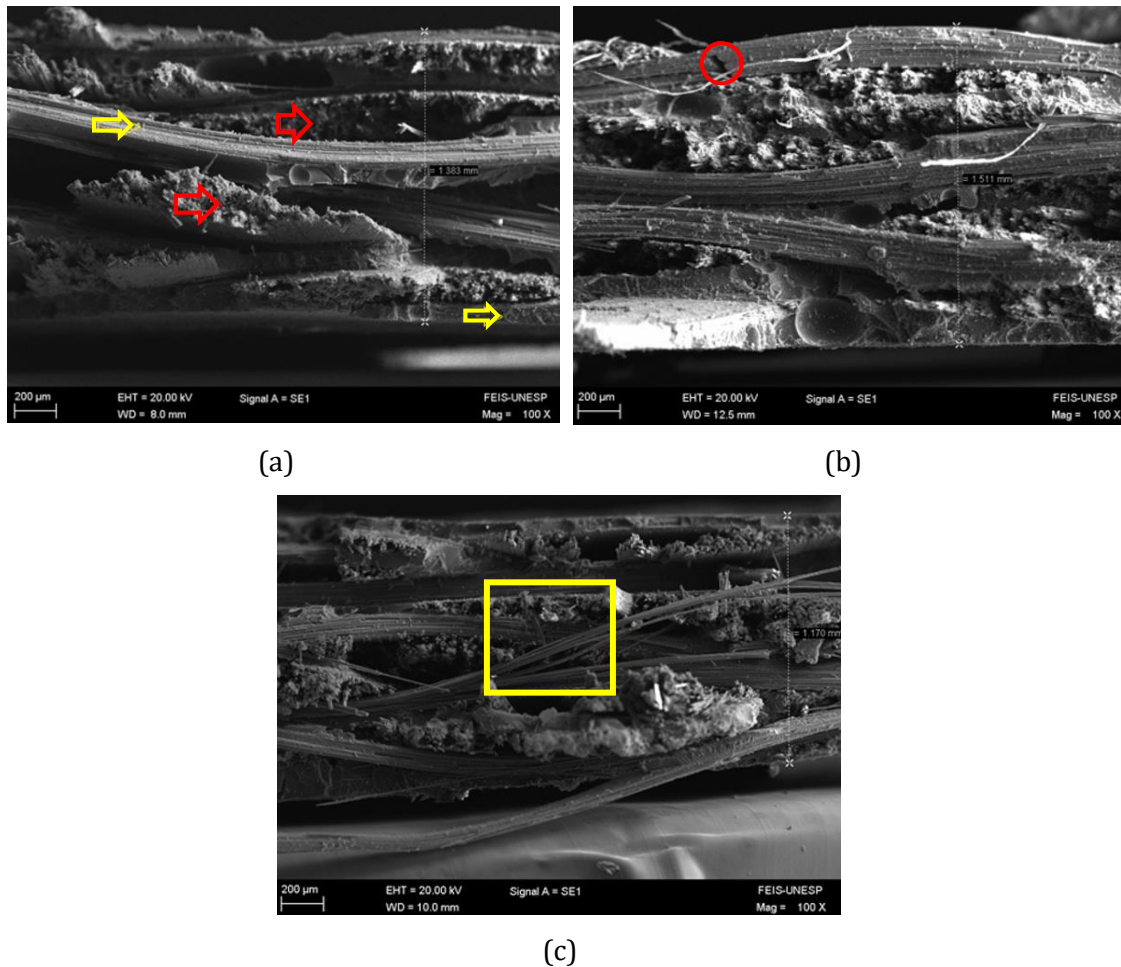 = 1.383 mm
200 µm
EHT = 20.00 kV
Signal A = SE1
FEIS-UNESP
WD = 8.0 mm
Mag = 100 X
(a)
= 1.511 mm
200 µm
EHT = 20.00 kV
Signal A = SE1
FEIS-UNESP
WD = 12.5 mm
Mag = 100 X
(b)
= 1.170 mm
200 µm
EHT = 20.00 kV
Signal A = SE1
FEIS-UNESP
WD = 10.0 mm
Mag = 100 X
(c)